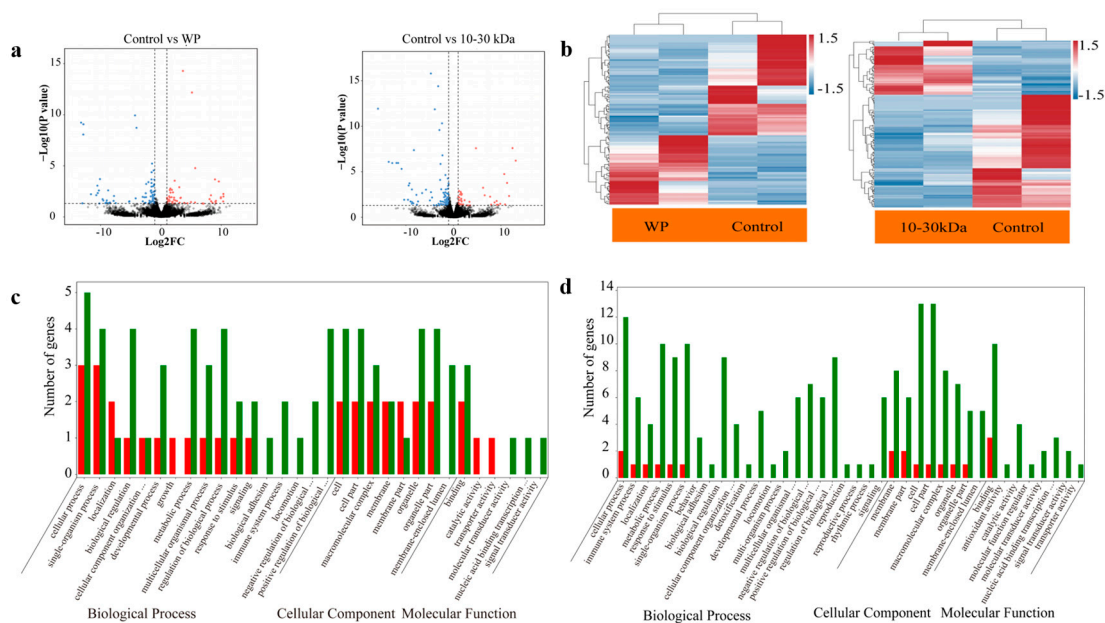 a
Control vs WP
−Log10(P value)
15
10
5
0
-10
0
10
Log2FC
Control vs 10-30 kDa
−Log10(P value)
15
10
5
0
-10
0
10
Log2FC
b
1.5
-1.5
WP
Control
1.5
-1.5
10-30kDa
Control
c
Number of genes
5
4
3
2
1
0
cellular process
single-organism process
localization
biological regulation
cellular component organization ...
developmental process
growth
metabolic process
multicellular organismal process
regulation of biological process
response to stimulus
signaling
biological adhesion
immune system process
locomotion
negative regulation of biological ...
positive regulation of biological ...
cell
cell part
macromolecular complex
membrane
membrane part
organelle
organelle part
membrane-enclosed lumen
binding
catalytic activity
transporter activity
molecular transducer activity
nucleic acid binding transcription ...
signal transducer activity
Biological Process
Cellular Component
Molecular Function
d
Number of genes
14
12
10
8
6
4
2
0
cellular process
immune system process
localization
metabolic process
response to stimulus
single-organism process
behavior
biological adhesion
biological regulation
cellular component organization ...
detoxification
developmental process
growth
locomotion
multi-organism process
multicellular organismal ...
negative regulation of biological ...
positive regulation of biological ...
regulation of biological ...
reproduction
reproductive process
rhythmic process
signaling
membrane
membrane part
cell
cell part
macromolecular complex
organelle
organelle part
membrane-enclosed lumen
binding
antioxidant activity
catalytic activity
molecular function regulator
molecular transducer activity
nucleic acid binding transcription ...
signal transducer activity
transporter activity
Biological Process
Cellular Component
Molecular Function